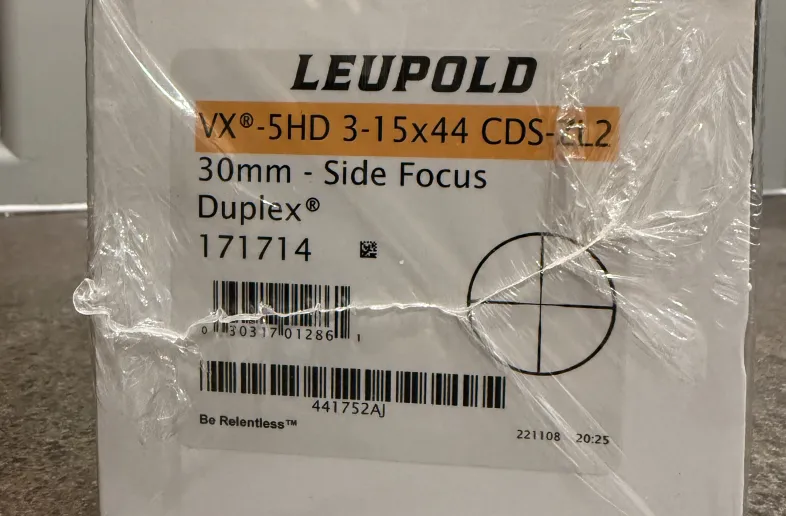 LEUPOLD
VX®-5HD 3-15x44 CDS-ZL2
30mm - Side Focus
Duplex®
171714
0 30317 01286 1
441752AJ
Be Relentless™
221108 20:25